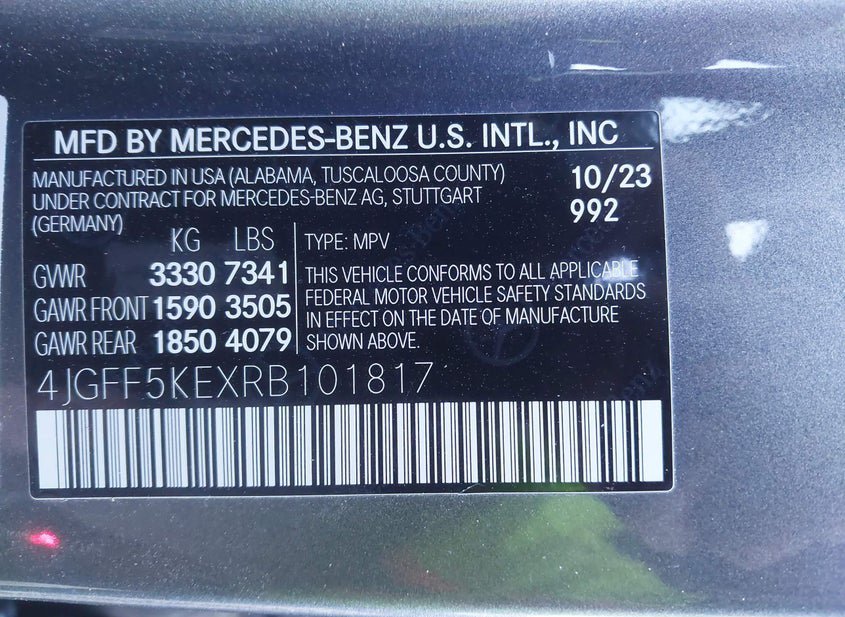 MFD BY MERCEDES-BENZ U.S. INTL., INC
MANUFACTURED IN USA (ALABAMA, TUSCALOOSA COUNTY)
UNDER CONTRACT FOR MERCEDES-BENZ AG, STUTTGART
(GERMANY)
10/23
992
KG LBS
GVWR 3330 7341
GAWR FRONT 1590 3505
GAWR REAR 1850 4079
TYPE: MPV
THIS VEHICLE CONFORMS TO ALL APPLICABLE
FEDERAL MOTOR VEHICLE SAFETY STANDARDS
IN EFFECT ON THE DATE OF MANUFACTURE
SHOWN ABOVE.
4JGFF5KEXRB101817